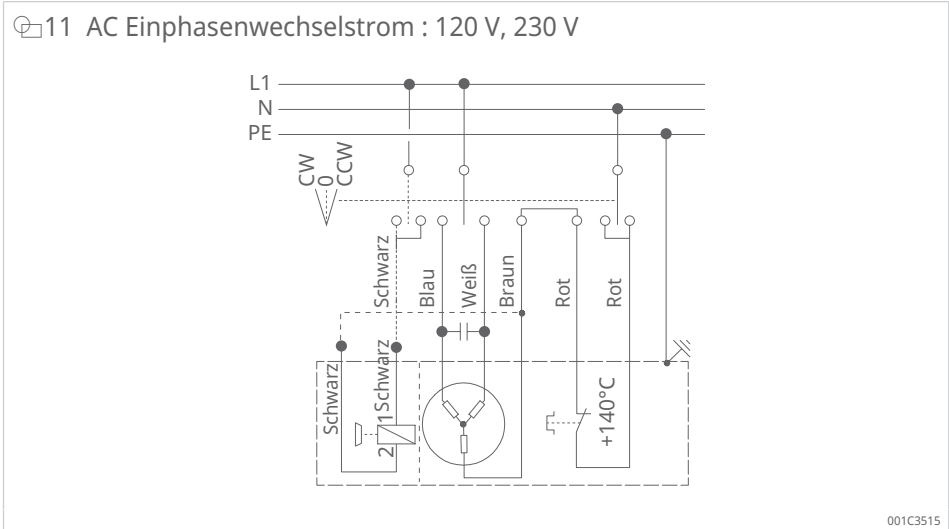 11 AC Einphasenwechselstrom : 120 V, 230 V
L1
N
PE
CW
0
CCW
Schwarz
Blau
Weiß
Braun
Rot
Rot
Schwarz
1
Schwarz
2
+140°C
001C3515